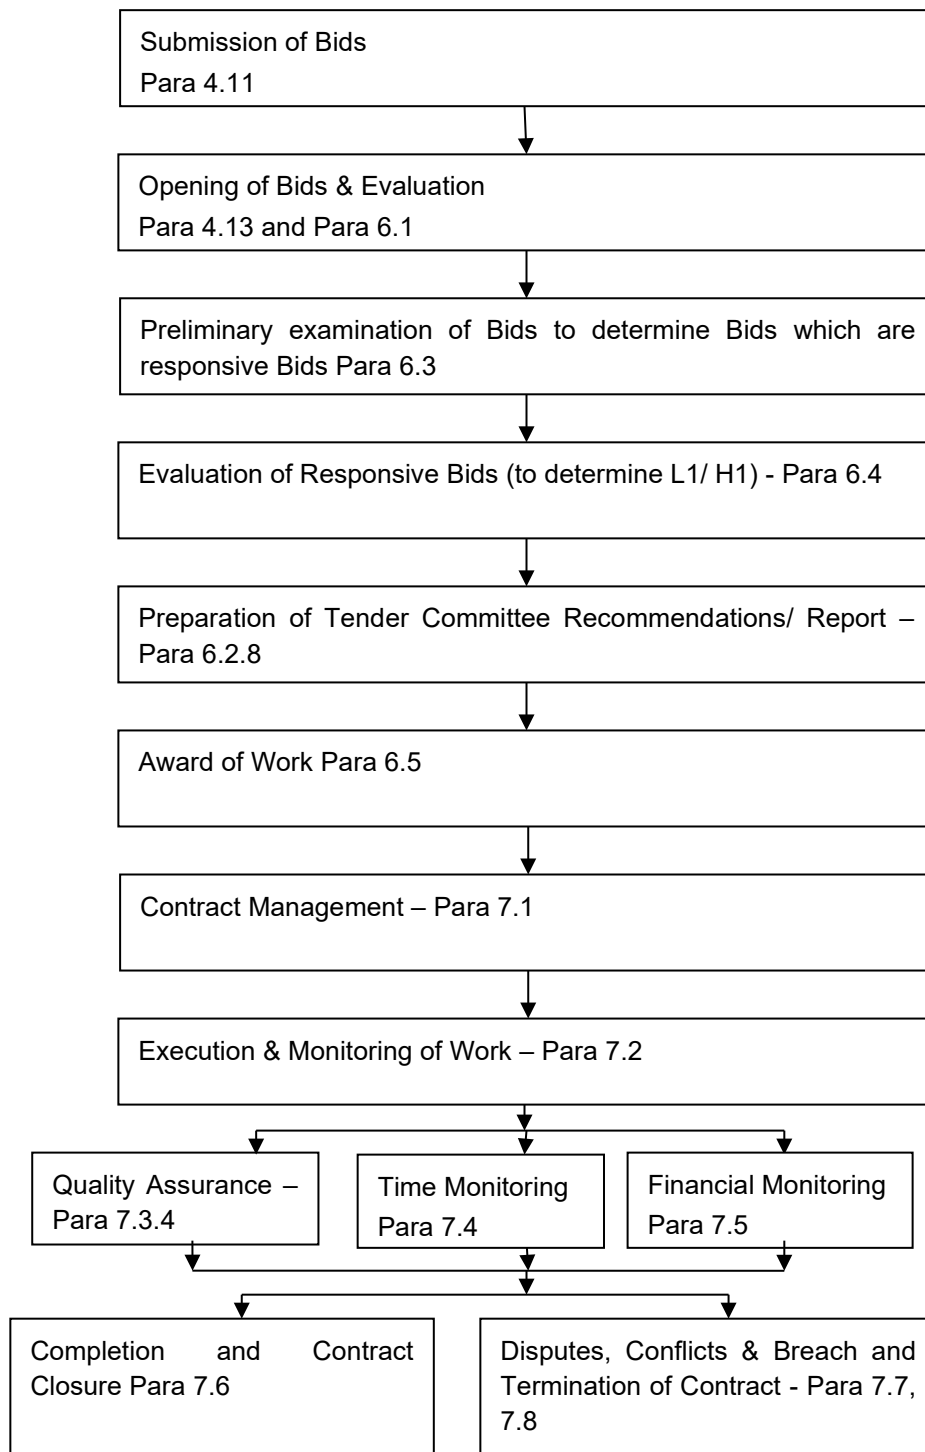 Submission of Bids
Para 4.11
Opening of Bids & Evaluation
Para 4.13 and Para 6.1
Preliminary examination of Bids to determine Bids which are
responsive Bids Para 6.3
Evaluation of Responsive Bids (to determine L1/ H1) - Para 6.4
Preparation of Tender Committee Recommendations/ Report –
Para 6.2.8
Award of Work Para 6.5
Contract Management – Para 7.1
Execution & Monitoring of Work – Para 7.2
Quality Assurance –
Para 7.3.4
Time Monitoring
Para 7.4
Financial Monitoring
Para 7.5
Completion and Contract
Closure Para 7.6
Disputes, Conflicts & Breach and
Termination of Contract - Para 7.7,
7.8